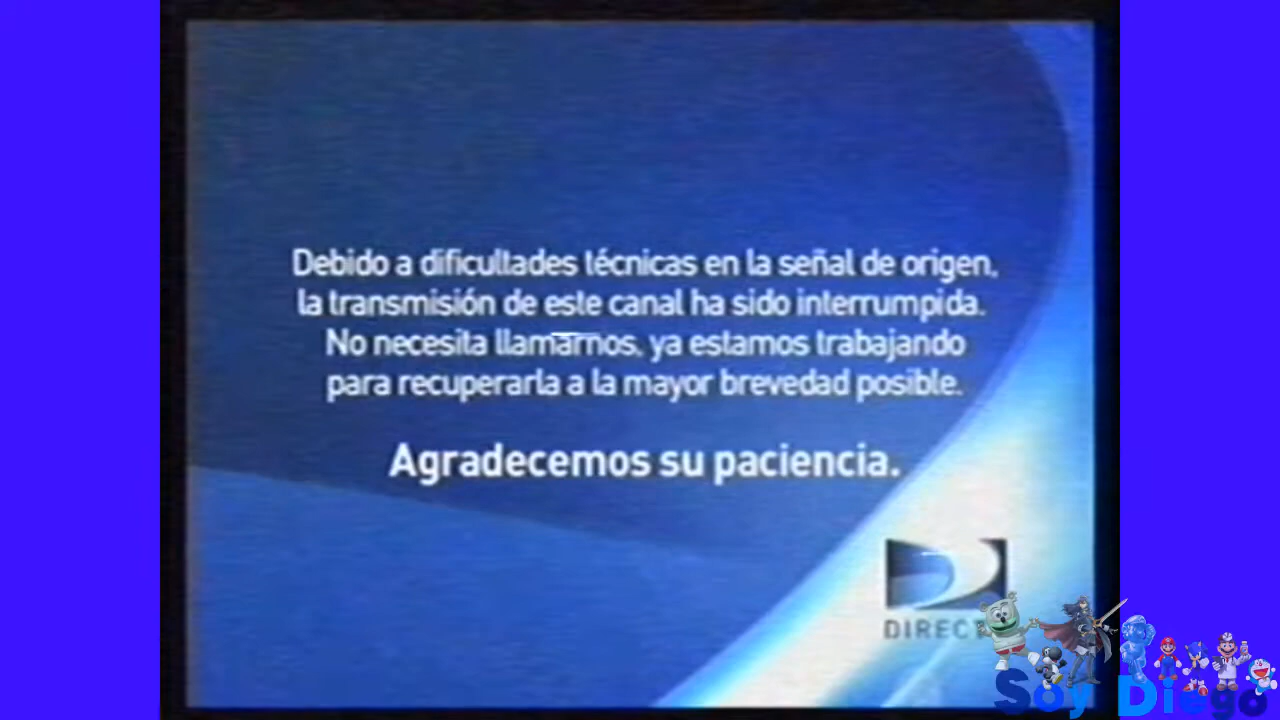 Debido a dificultades técnicas en la señal de origen,
la transmisión de este canal ha sido interrumpida.
No necesita llamarnos, ya estamos trabajando
para recuperarla a la mayor brevedad posible.
Agradecemos su paciencia.
DIRECT
Soy Diego